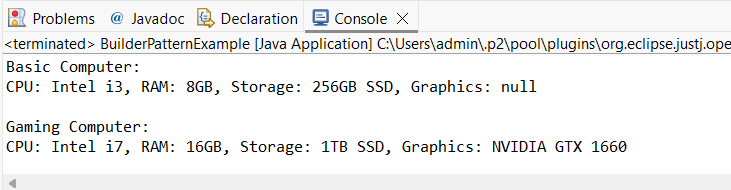 Problems @ Javadoc Declaration Console
<terminated> BuilderPatternExample [Java Application] C:\Users\admin\.p2\pool\plugins\org.eclipse.justj.ope
Basic Computer:
CPU: Intel i3, RAM: 8GB, Storage: 256GB SSD, Graphics: null
Gaming Computer:
CPU: Intel i7, RAM: 16GB, Storage: 1TB SSD, Graphics: NVIDIA GTX 1660